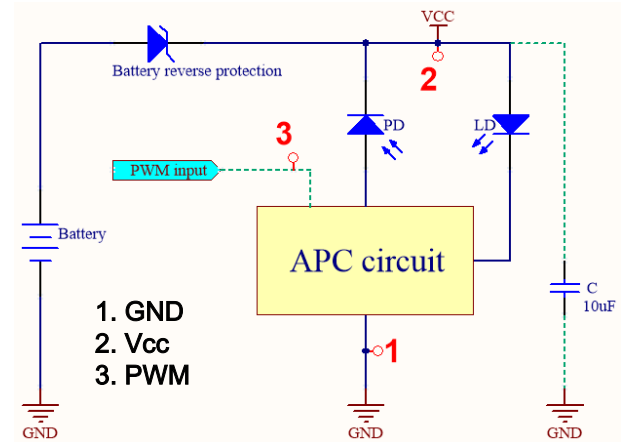 VCC
Battery reverse protection
2
3
PD
LD
PWM input
Battery
APC circuit
C
10uF
1. GND
2. Vcc
3. PWM
1
GND
GND
GND